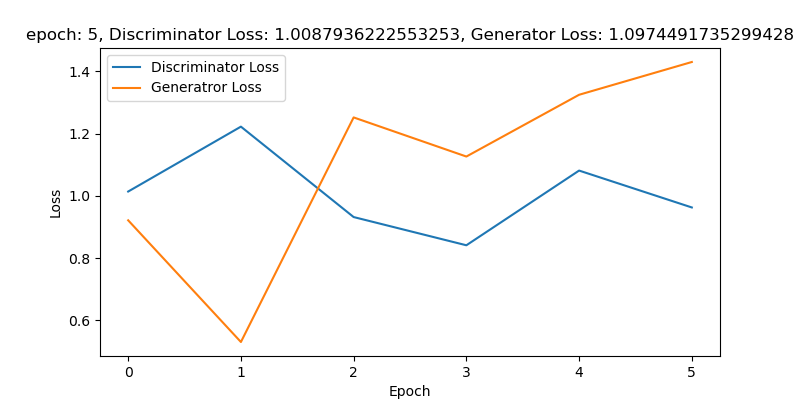 epoch: 5, Discriminator Loss: 1.0087936222553253, Generator Loss: 1.0974491735299428
Discriminator Loss
Generatror Loss
1.4
1.2
1.0
0.8
0.6
Loss
0 1 2 3 4 5
Epoch